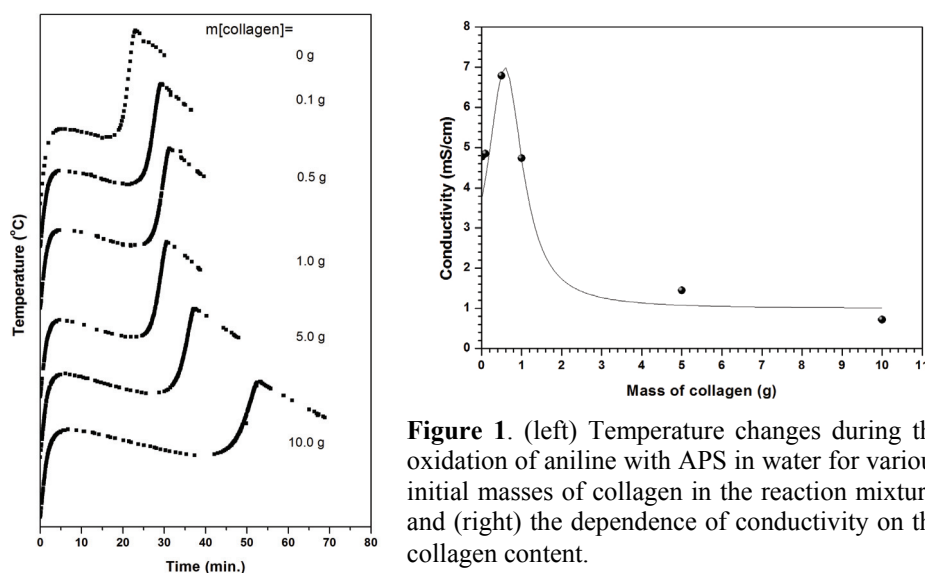 m[collagen]=
0 g
0.1 g
0.5 g
1.0 g
5.0 g
10.0 g
Temperature (°C)
0 10 20 30 40 50 60 70 80
Time (min.)
8
7
6
5
4
3
2
1
0
Conductivity (mS/cm)
0 1 2 3 4 5 6 7 8 9 10 11
Mass of collagen (g)
Figure 1. (left) Temperature changes during th
oxidation of aniline with APS in water for variou
initial masses of collagen in the reaction mixtur
and (right) the dependence of conductivity on th
collagen content.